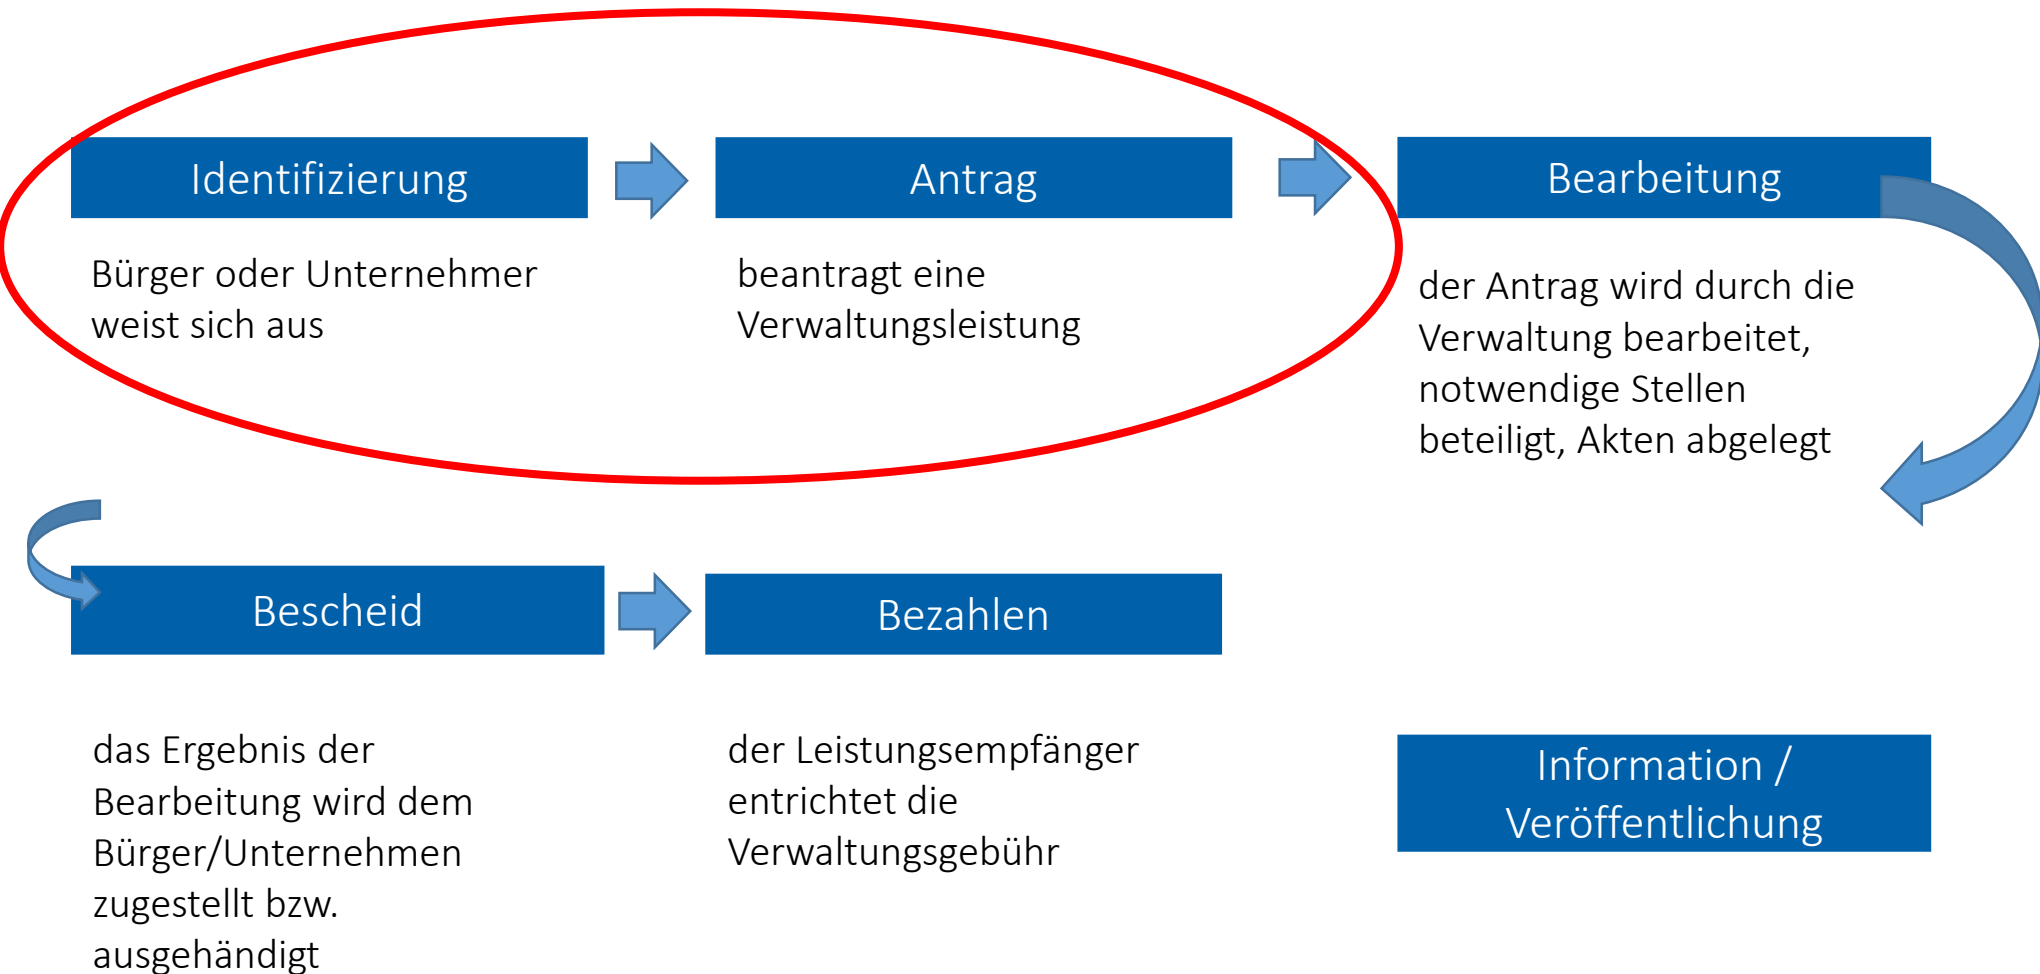 Identifizierung
Bürger oder Unternehmer
weist sich aus
Antrag
beantragt eine
Verwaltungsleistung
Bearbeitung
der Antrag wird durch die
Verwaltung bearbeitet,
notwendige Stellen
beteiligt, Akten abgelegt
Bescheid
das Ergebnis der
Bearbeitung wird dem
Bürger/Unternehmen
zugestellt bzw.
ausgehändigt
Bezahlen
der Leistungsempfänger
entrichtet die
Verwaltungsgebühr
Information /
Veröffentlichung